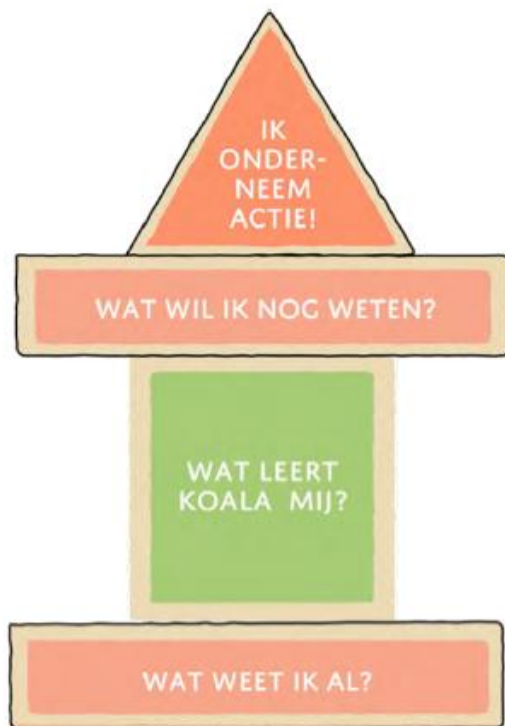 IK
ONDER-
NEEM
ACTIE!
WAT WIL IK NOG WETEN?
WAT LEERT
KOALA MIJ?
WAT WEET IK AL?